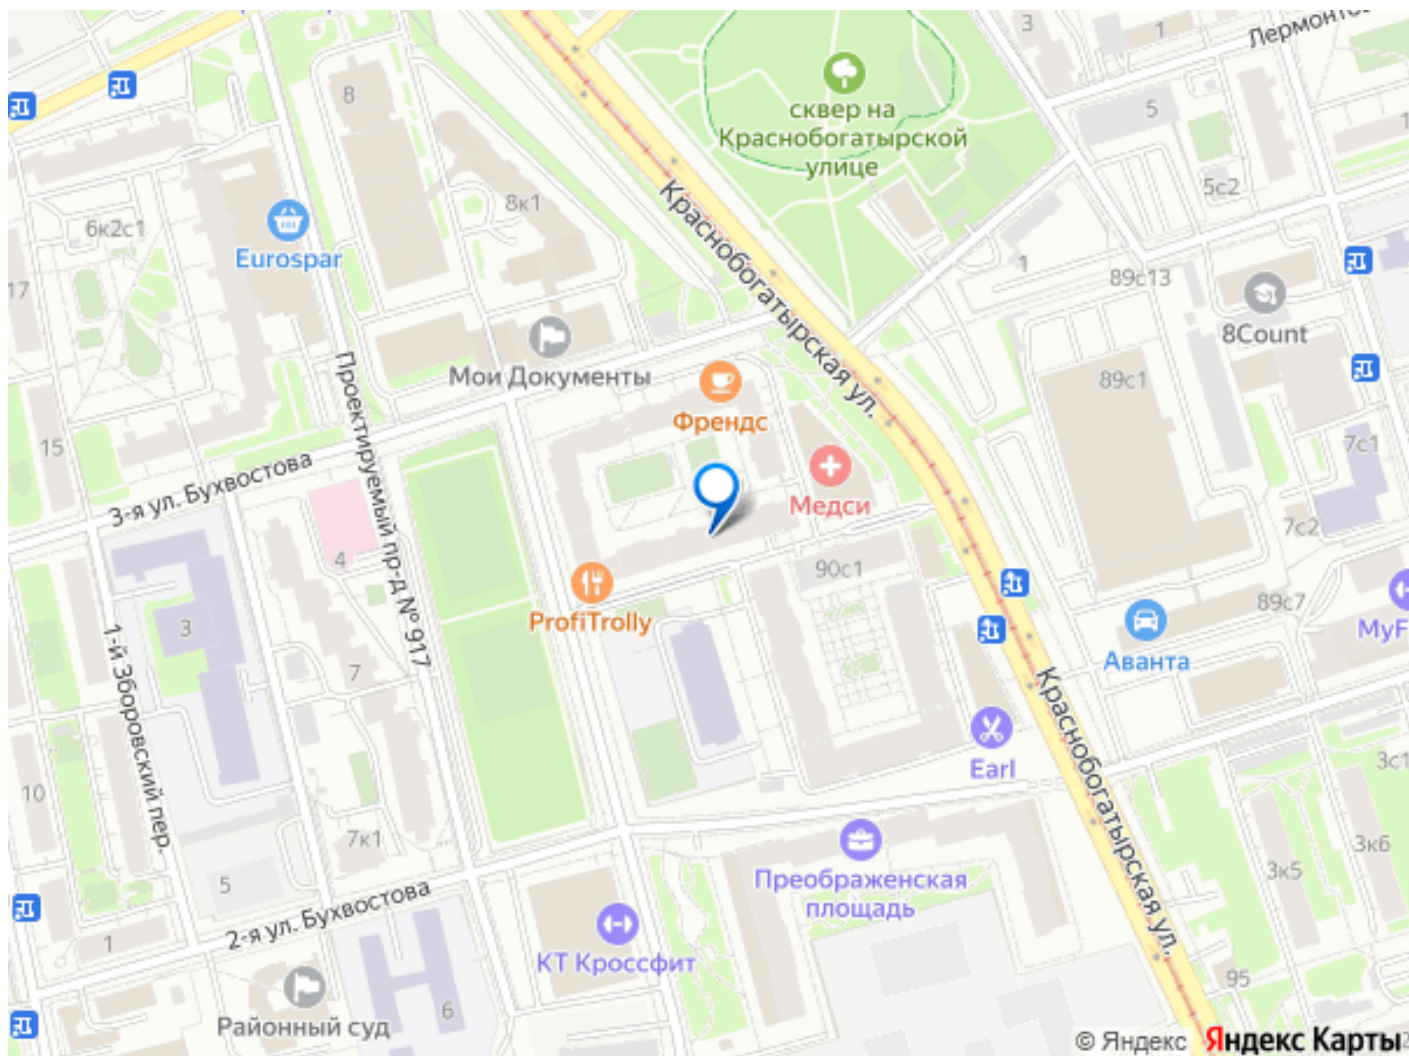 Лермонтов
3
1
8
5
сквер на
Краснобогатырской
улице
5с2
8к1
6к2с1
Eurospar
1
89с13
17
8Count
Краснобогатырская ул.
Мои Документы
89с1
Френдс
15
7с1
3-я ул. Бухвостова
Проектируемый пр-д № 917
Медси
7с2
4
90с1
ProfiTrolly
89с7
3
MyF
1-й Зборовский пер.
Аванта
7
Краснобогатырская ул.
Earl
3с1
10
7к1
3к6
Преображенская
площадь
3к5
5
2-я ул. Бухвостова
1
КТ Кроссфит
95
6
Районный суд
© Яндекс Яндекс Карты